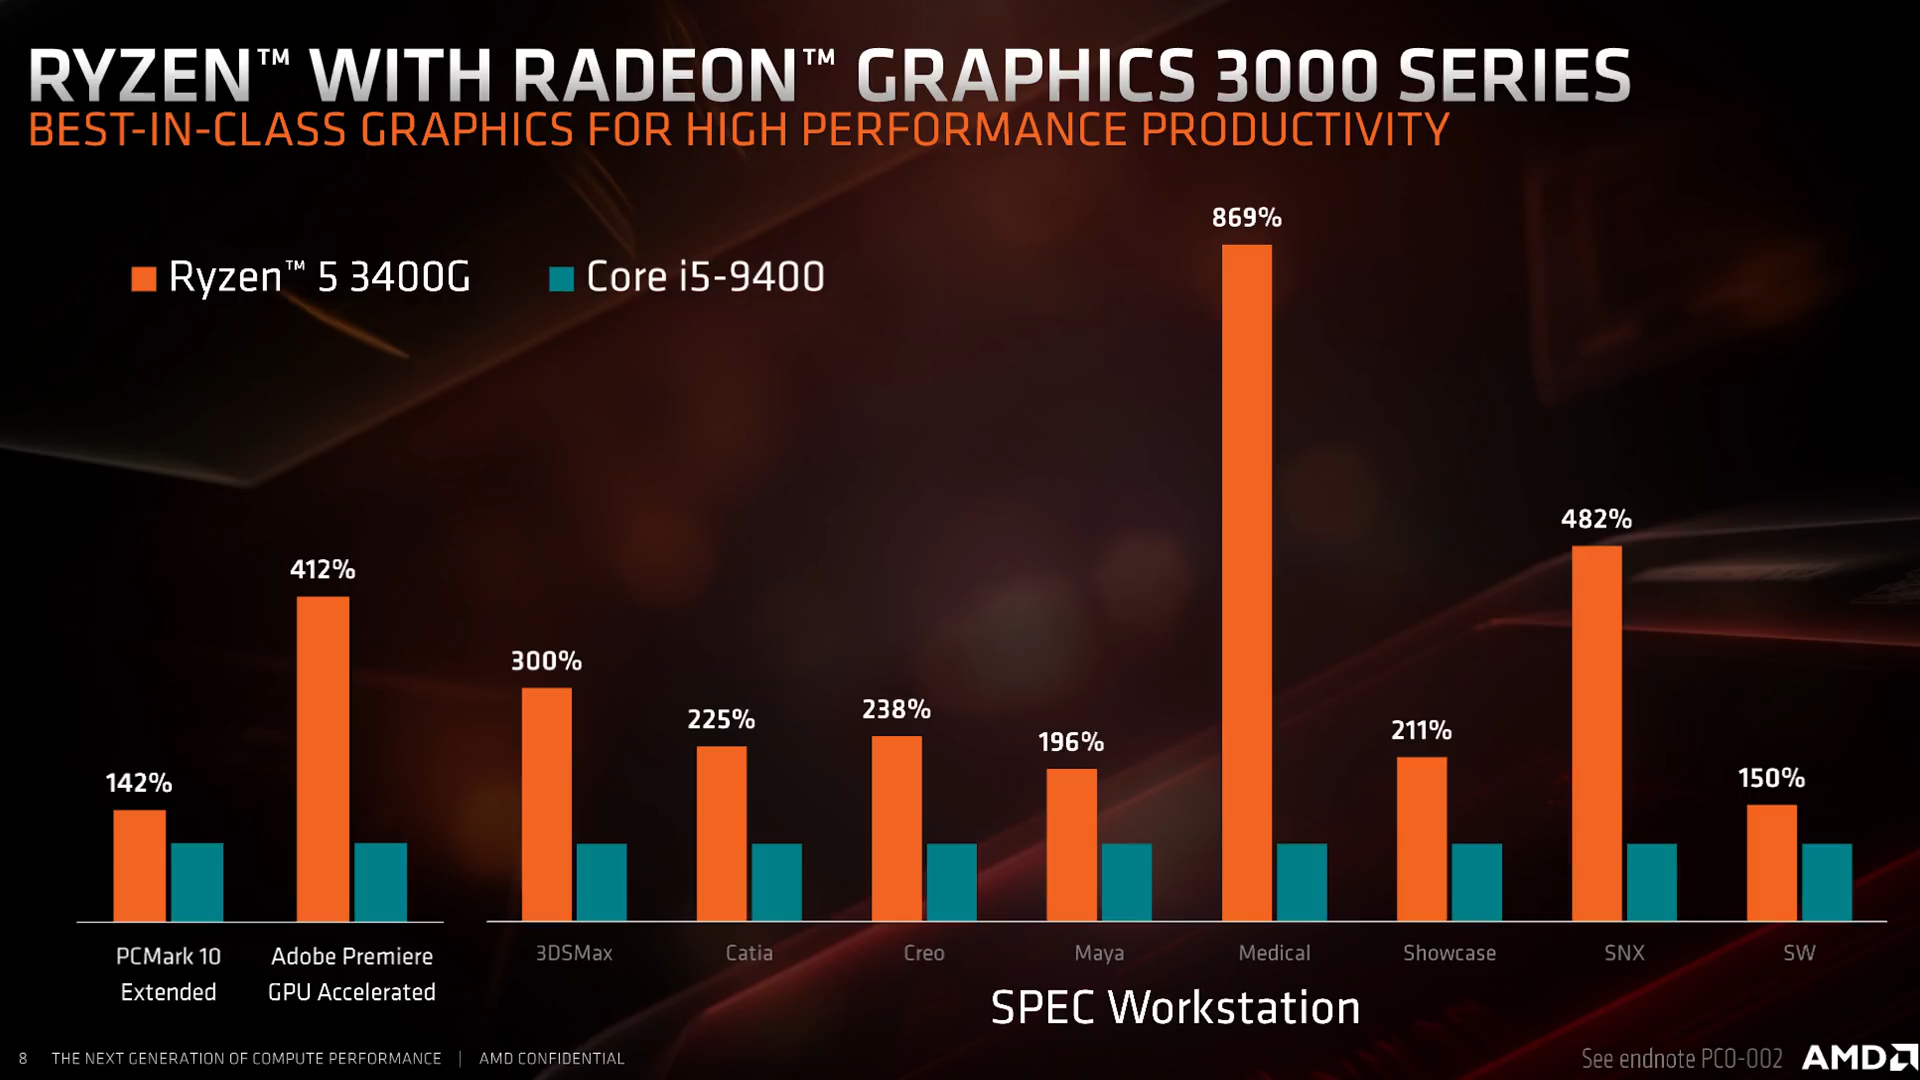 RYZEN™ WITH RADEON™ GRAPHICS 3000 SERIES
BEST-IN-CLASS GRAPHICS FOR HIGH PERFORMANCE PRODUCTIVITY
Ryzen™ 5 3400G
Core i5-9400
142%
412%
300%
225%
238%
196%
869%
211%
482%
150%
PCMark 10
Extended
Adobe Premiere
GPU Accelerated
3DSMax
Catia
Creo
Maya
Medical
Showcase
SNX
SW
SPEC Workstation
8 THE NEXT GENERATION OF COMPUTE PERFORMANCE | AMD CONFIDENTIAL
See endnote PCO-002
AMD